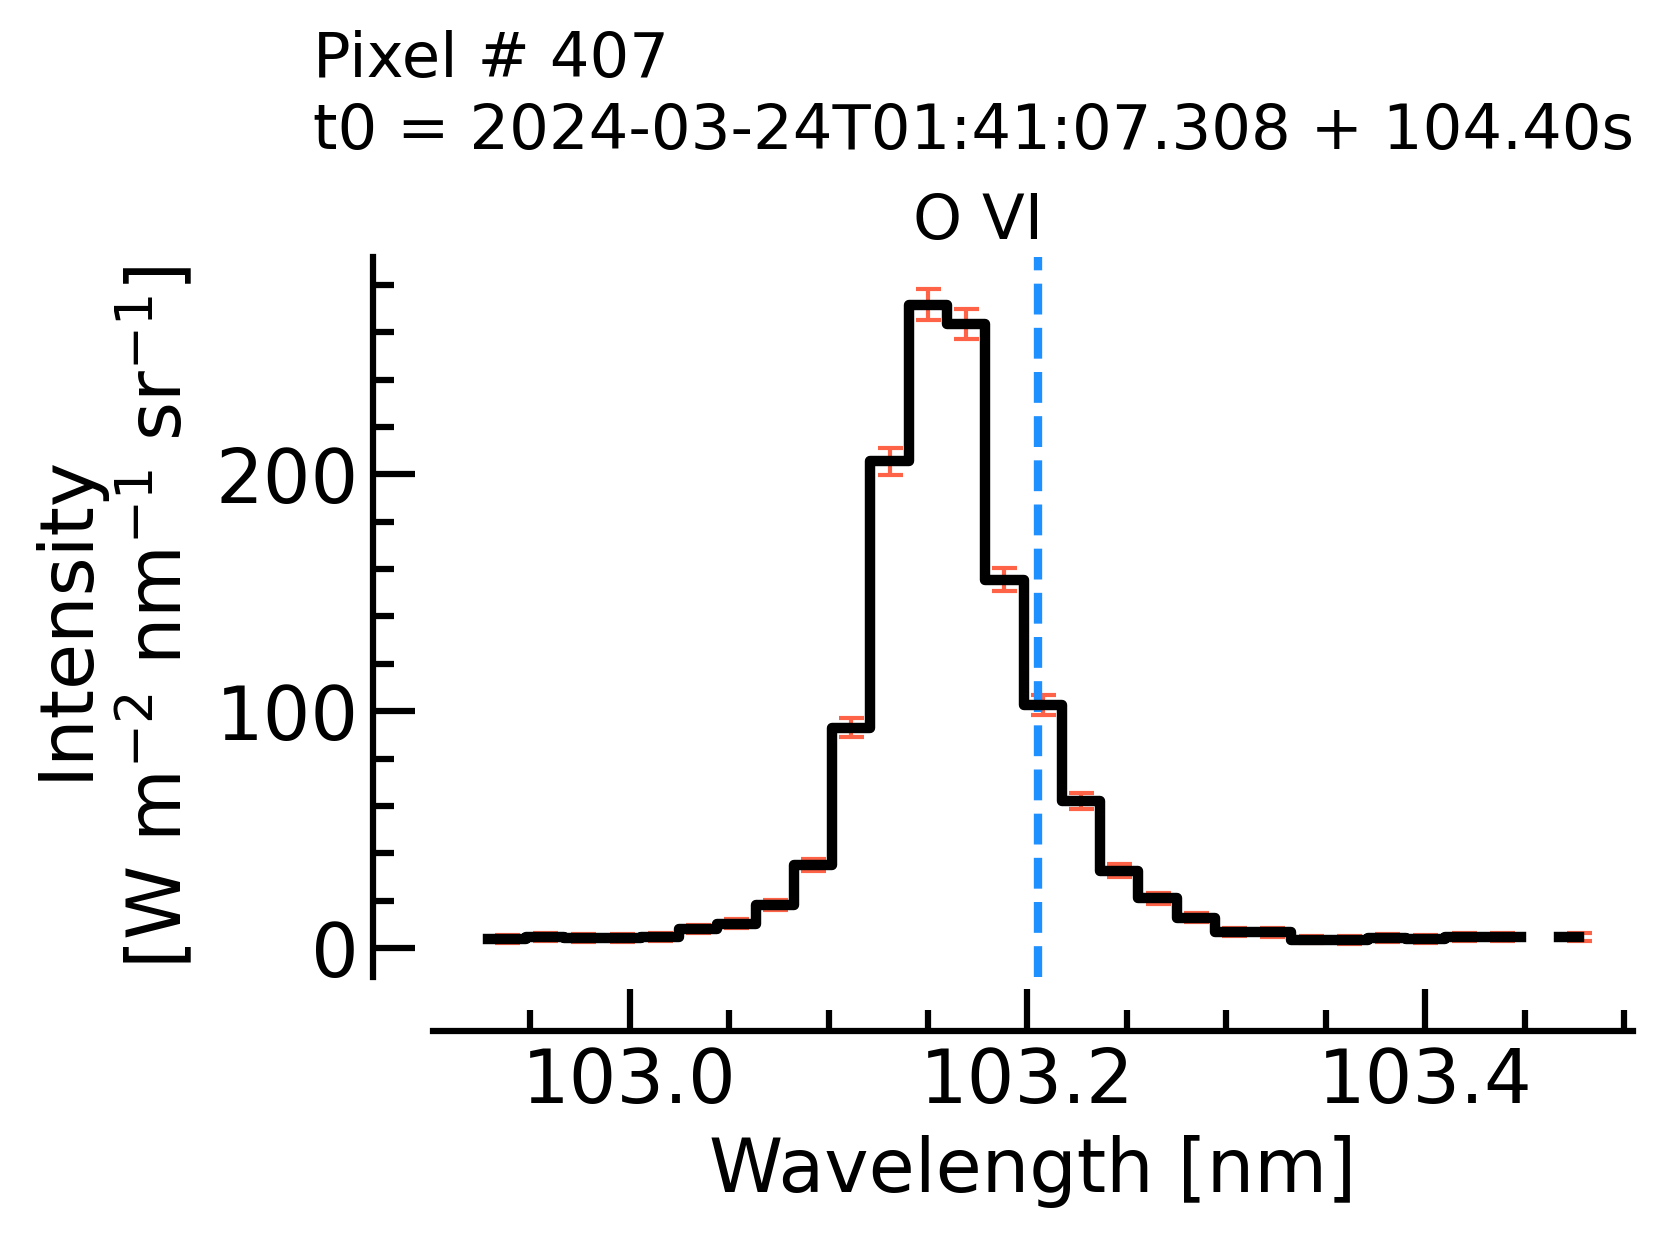 Pixel # 407
t0 = 2024-03-24T01:41:07.308 + 104.40s
O VI
Intensity
[W m⁻² nm⁻¹ sr⁻¹]
200
100
0
103.0 103.2 103.4
Wavelength [nm]